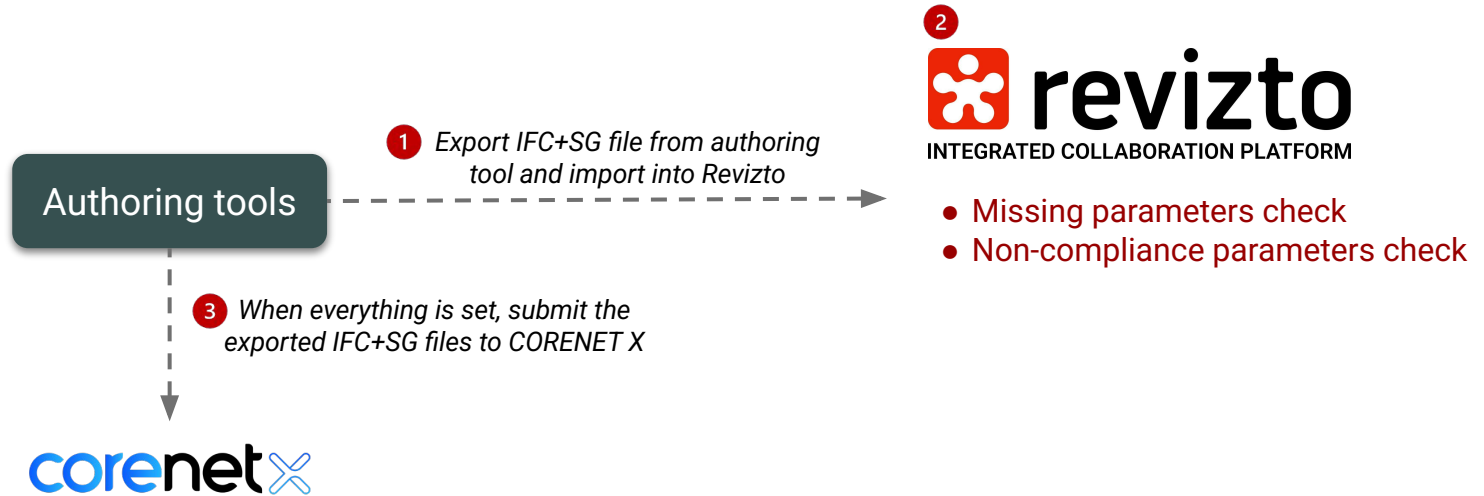 2
revizto
INTEGRATED COLLABORATION PLATFORM
1 Export IFC+SG file from authoring
tool and import into Revizto
Authoring tools
● Missing parameters check
● Non-compliance parameters check
3 When everything is set, submit the
exported IFC+SG files to CORENET X
corenet X